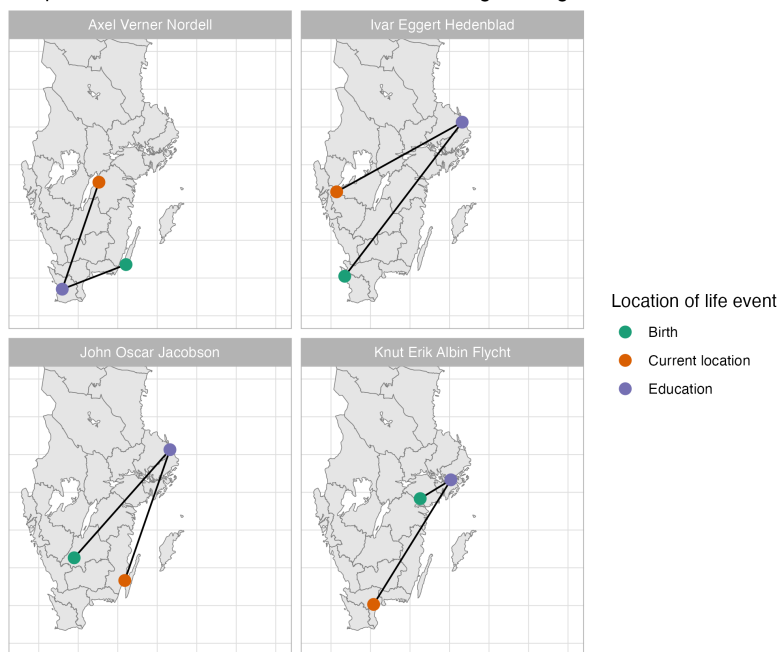 Axel Verner Nordell
Ivar Eggert Hedenblad
John Oscar Jacobson
Knut Erik Albin Flycht
Location of life event
Birth
Current location
Education